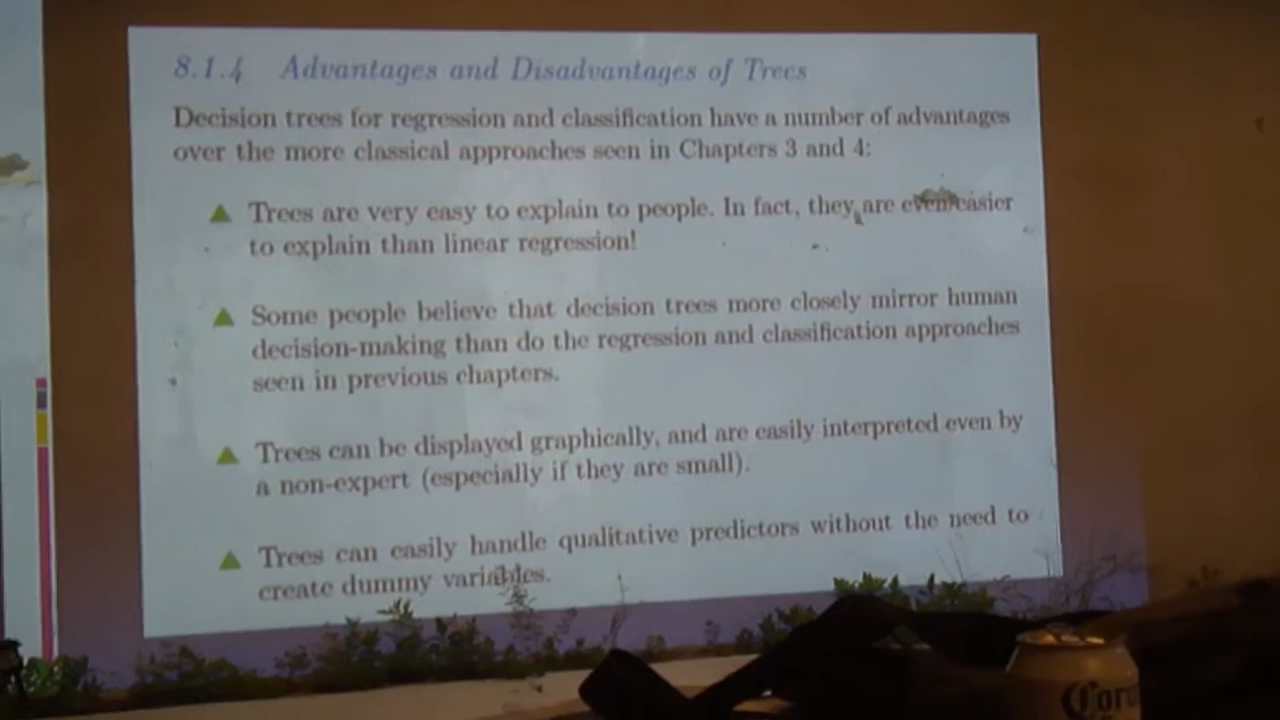 8.1.4 Advantages and Disadvantages of Trees
Decision trees for regression and classification have a number of advantages
over the more classical approaches seen in Chapters 3 and 4:
Trees are very easy to explain to people. In fact, they are even easier
to explain than linear regression!
Some people believe that decision trees more closely mirror human
decision-making than do the regression and classification approaches
seen in previous chapters.
Trees can be displayed graphically, and are easily interpreted even by
a non-expert (especially if they are small).
Trees can easily handle qualitative predictors without the need to
create dummy variables.
Coro